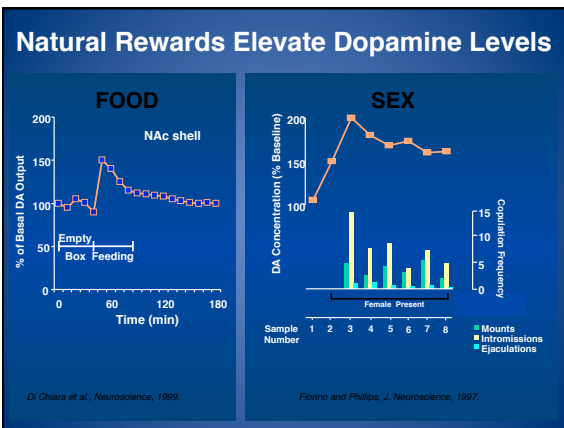 Natural Rewards Elevate Dopamine Levels
FOOD
NAc shell
% of Basal DA Output
200
150
100
50
0
Empty
Box Feeding
0 60 120 180
Time (min)
Di Chiara et al., Neuroscience, 1999.
SEX
DA Concentration (% Baseline)
200
150
100
15
10
5
0
Copulation Frequency
Female Present
Sample
Number
1 2 3 4 5 6 7 8
Mounts
Intromissions
Ejaculations
Fiorino and Phillips, J. Neuroscience, 1997.